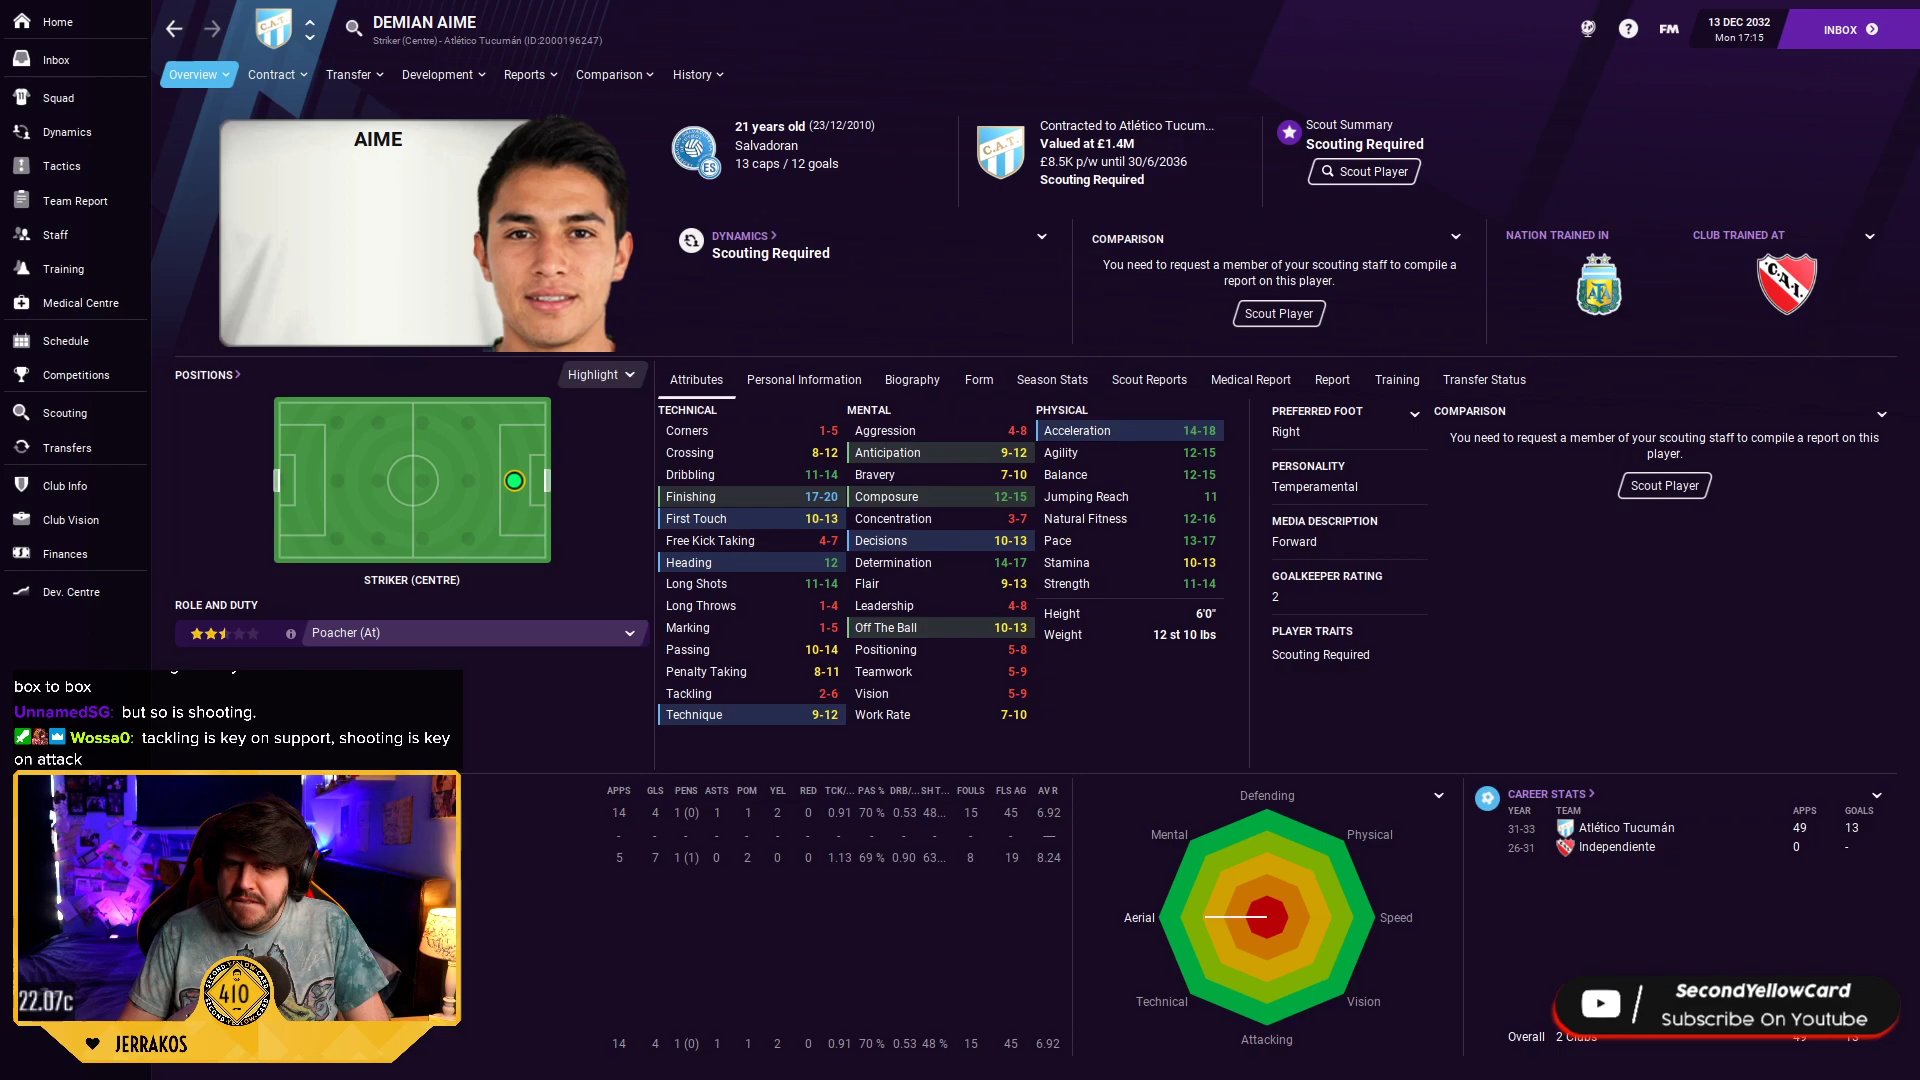 Home
Inbox
Squad
Dynamics
Tactics
Team Report
Staff
Training
Medical Centre
Schedule
Competitions
Scouting
Transfers
Club Info
Club Vision
Finances
Dev. Centre
C.A.T.
DEMIAN AIME
Striker (Centre) - Atlético Tucumán (ID:2000196247)
?
FM
13 DEC 2032
Mon 17:15
INBOX
Overview
Contract
Transfer
Development
Reports
Comparison
History
AIME
ES
21 years old (23/12/2010)
Salvadoran
13 caps / 12 goals
C.A.T.
Contracted to Atlético Tucum...
Valued at £1.4M
£8.5K p/w until 30/6/2036
Scouting Required
Scout Summary
Scouting Required
Scout Player
DYNAMICS >
Scouting Required
COMPARISON
You need to request a member of your scouting staff to compile a
report on this player.
Scout Player
NATION TRAINED IN
AFA
CLUB TRAINED AT
C.A.I.
POSITIONS >
Highlight
STRIKER (CENTRE)
ROLE AND DUTY
Poacher (At)
Attributes
Personal Information
Biography
Form
Season Stats
Scout Reports
Medical Report
Report
Training
Transfer Status
TECHNICAL
Corners 1-5
Crossing 8-12
Dribbling 11-14
Finishing 17-20
First Touch 10-13
Free Kick Taking 4-7
Heading 12
Long Shots 11-14
Long Throws 1-4
Marking 1-5
Passing 10-14
Penalty Taking 8-11
Tackling 2-6
Technique 9-12
MENTAL
Aggression 4-8
Anticipation 9-12
Bravery 7-10
Composure 12-15
Concentration 3-7
Decisions 10-13
Determination 14-17
Flair 9-13
Leadership 4-8
Off The Ball 10-13
Positioning 5-8
Teamwork 5-9
Vision 5-9
Work Rate 7-10
PHYSICAL
Acceleration 14-18
Agility 12-15
Balance 12-15
Jumping Reach 11
Natural Fitness 12-16
Pace 13-17
Stamina 10-13
Strength 11-14
Height 6'0"
Weight 12 st 10 lbs
PREFERRED FOOT
Right
PERSONALITY
Temperamental
MEDIA DESCRIPTION
Forward
GOALKEEPER RATING
2
PLAYER TRAITS
Scouting Required
COMPARISON
You need to request a member of your scouting staff to compile a report on this
player.
Scout Player
box to box
UnnamedSG: but so is shooting.
Wossa0: tackling is key on support, shooting is key
on attack
APPS GLS PENS ASTS POM YEL RED TCK/... PAS % DRB/... SH T... FOULS FLS AG AV R
14 4 1 (0) 1 1 2 0 0.91 70 % 0.53 48... 15 45 6.92
- - - - - - - - - - - - - —
5 7 1 (1) 0 2 0 0 1.13 69 % 0.90 63... 8 19 8.24
14 4 1 (0) 1 1 2 0 0.91 70 % 0.53 48 % 15 45 6.92
Defending
Physical
Speed
Vision
Attacking
Technical
Aerial
Mental
CAREER STATS >
YEAR TEAM APPS GOALS
31-33 Atlético Tucumán 49 13
26-31 Independiente 0 -
Overall 2 Clubs 49 13
22.07c
SECOND YELLOW CARD
410
SECOND YELLOW CARD
JERRAKOS
SecondYellowCard
Subscribe On Youtube